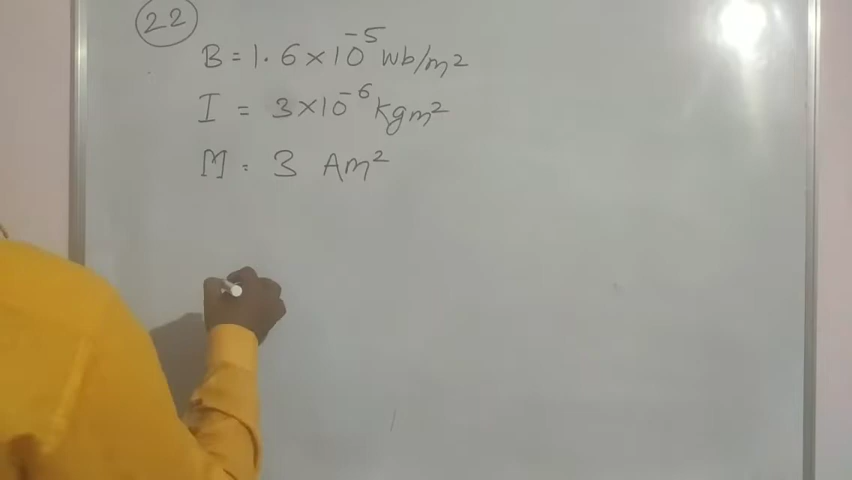 22
B = 1.6 × 10⁻⁵ wb/m²
I = 3 × 10⁻⁶ kgm²
M = 3 Am²